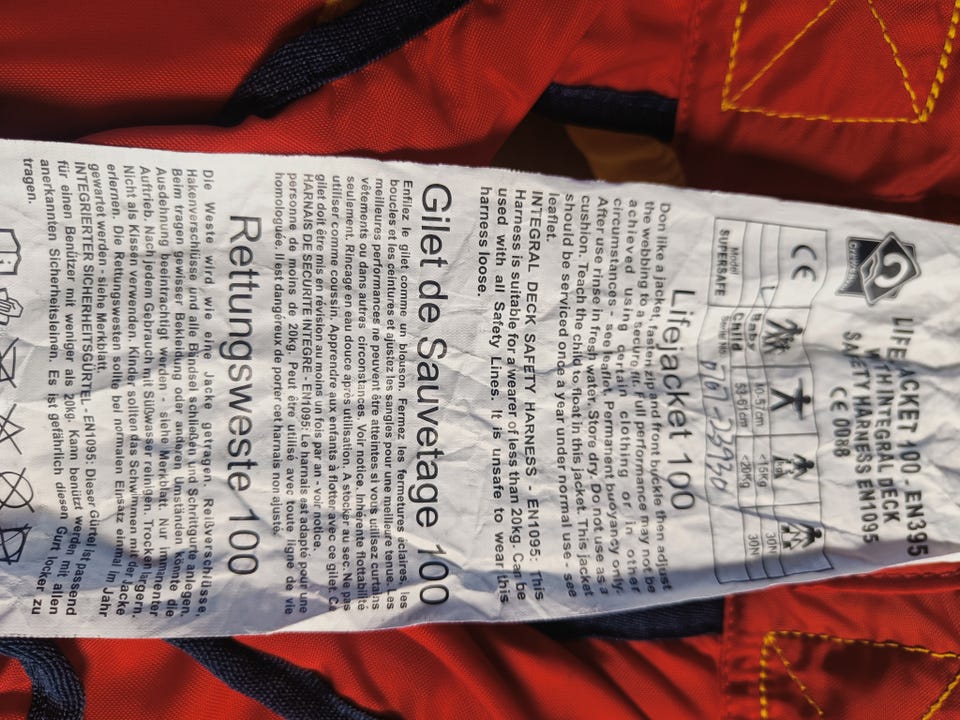 LIFEJACKET 100 - EN395
WITH INTEGRAL DECK
SAFETY HARNESS EN1095
CE 0088
Crewsaver
CE
Baby 40-51cm <15Kg 30N
Child 53-61cm <20Kg 30N
Model
SUPERSAFE
Serial No.
Lifejacket 100
Don like a jacket, fasten zip and front buckle then adjust
the webbing to a secure fit. Full performance may not be
achieved using certain clothing or in other
circumstances - see leaflet. Permanent buoyancy only.
After use rinse in fresh water. Store dry. Do not use as a
cushion. Teach the child to float in this jacket. This jacket
should be serviced once a year under normal use - see
leaflet.
INTEGRAL DECK SAFETY HARNESS - EN1095: This
Harness is suitable for a wearer of less than 20kg. Can be
used with all Safety Lines. It is unsafe to wear this
harness loose.
Gilet de Sauvetage 100
Enfilez le gilet comme un blouson. Fermez les fermetures éclaires, les
boucles et les ceintures et ajustez les sangles pour une meilleure tenue. Les
meilleures performances ne peuvent être atteintes si vous utilisez curtains
vêtements ou dans autres circonstances. Voir notice. Inhérente flottabilité
seulement. Rinçage en eau douce après utilisation. A stocker au sec. Ne pas
utiliser comme coussin. Apprendre aux enfants à flotter avec ce gilet. Ce
gilet doit être mis en révision au moins un fois par an - voir notice.
HARNAIS DE SECURITE INTEGRE - EN1095: Le harnais est adapté pour une
personne de moins de 20kg. Peut être utilisé avec toute ligne de vie
homologuée. Il est dangereux de porter cet harnais non ajusté.
Rettungsweste 100
Die Weste wird wie eine Jacke getragen. Reißverschlüsse,
Hakenverschlüsse und alle Bändsel schließen und Schrittgurte anlegen.
Beim tragen gewisser Bekleidung oder anderen Umständen könnte die
Ausdehnung beeinträchtigt werden - siehe Merkblatt. Nur imminenter
Auftrieb. Nach jedem Gebrauch mit Süßwasser reinigen. Trocken lagern.
Nicht als Kissen verwenden. Kinder sollten das Schwimmen mit der Jacke
erlernen. Die Rettungswesten sollte bei normalen Einsatz einmal im Jahr
gewartet werden - siehe Merkblatt.
INTEGRIERTER SICHERHEITSGÜRTEL - EN1095: Dieser Gürtel ist passend
für einen Benützer mit weniger als 20kg. Kann benützt werden mit allen
anerkannten Sicherheitsleinen. Es is gefährlich diesen Gurt locker zu
tragen.